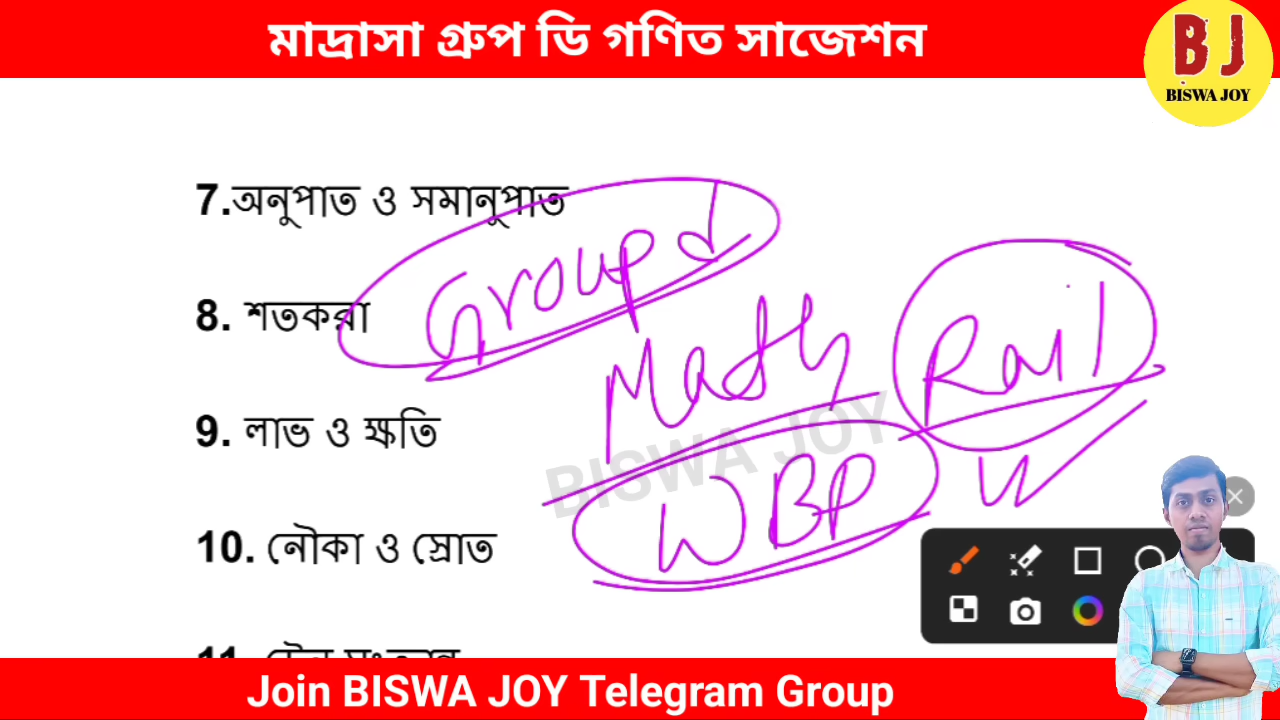 মাদ্রাসা গ্রুপ ডি গণিত সাজেশন
BJ
BISWA JOY
7.অনুপাত ও সমানুপাত
Group d
8. শতকরা
Math
Rail
9. লাভ ও ক্ষতি
BISWA JOY
WBP
10. নৌকা ও স্রোত
11.
Join BISWA JOY Telegram Group